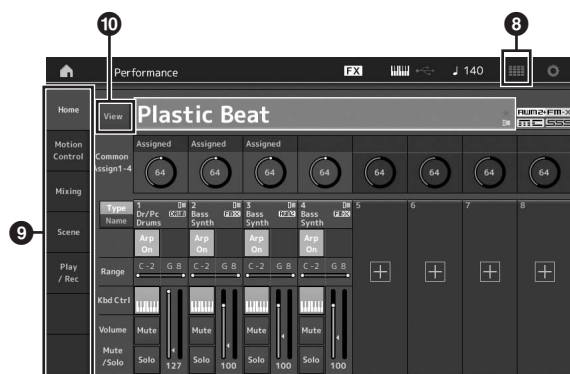 10
8
9
Performance FX 140
Home
Motion
Control
Mixing
Scene
Play
/ Rec
View Plastic Beat
AWM2+FM-X
Assigned Assigned Assigned
Common
Assign1-4
64 64 64 64 64 64 64 64
Type
Name
1 2 3 4 5 6 7 8
Dr/Pc Bass Bass Bass
Drums Synth Synth Synth
Arp Arp Arp Arp
On On On On
Range C -2 G 8 C -2 G 8 C -2 G 8 C -2 G 8
Kbd Ctrl
Volume
Mute
/Solo
Mute Mute Mute Mute
Solo 127 Solo 100 Solo 100 Solo 100